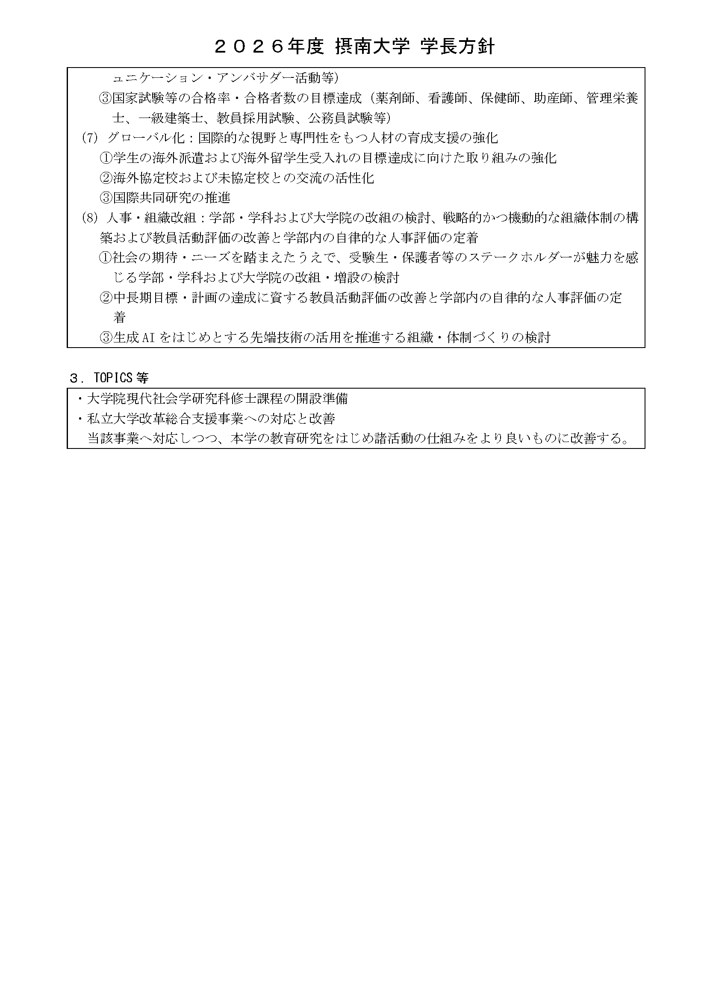 ２０２６年度 摂南大学 学長方針
ュニケーション・アンバサダー活動等）
③国家試験等の合格率・合格者数の目標達成（薬剤師、看護師、保健師、助産師、管理栄養
士、一級建築士、教員採用試験、公務員試験等）
(7) グローバル化：国際的な視野と専門性をもつ人材の育成支援の強化
①学生の海外派遣および海外留学生受入れの目標達成に向けた取り組みの強化
②海外協定校および未協定校との交流の活性化
③国際共同研究の推進
(8) 人事・組織改組：学部・学科および大学院の改組の検討、戦略的かつ機動的な組織体制の構
築および教員活動評価の改善と学部内の自律的な人事評価の定着
①社会の期待・ニーズを踏まえたうえで、受験生・保護者等のステークホルダーが魅力を感
じる学部・学科および大学院の改組・増設の検討
②中長期目標・計画の達成に資する教員活動評価の改善と学部内の自律的な人事評価の定
着
③生成 AI をはじめとする先端技術の活用を推進する組織・体制づくりの検討
３．TOPICS 等
・大学院現代社会学研究科修士課程の開設準備
・私立大学改革総合支援事業への対応と改善
当該事業へ対応しつつ、本学の教育研究をはじめ諸活動の仕組みをより良いものに改善する。